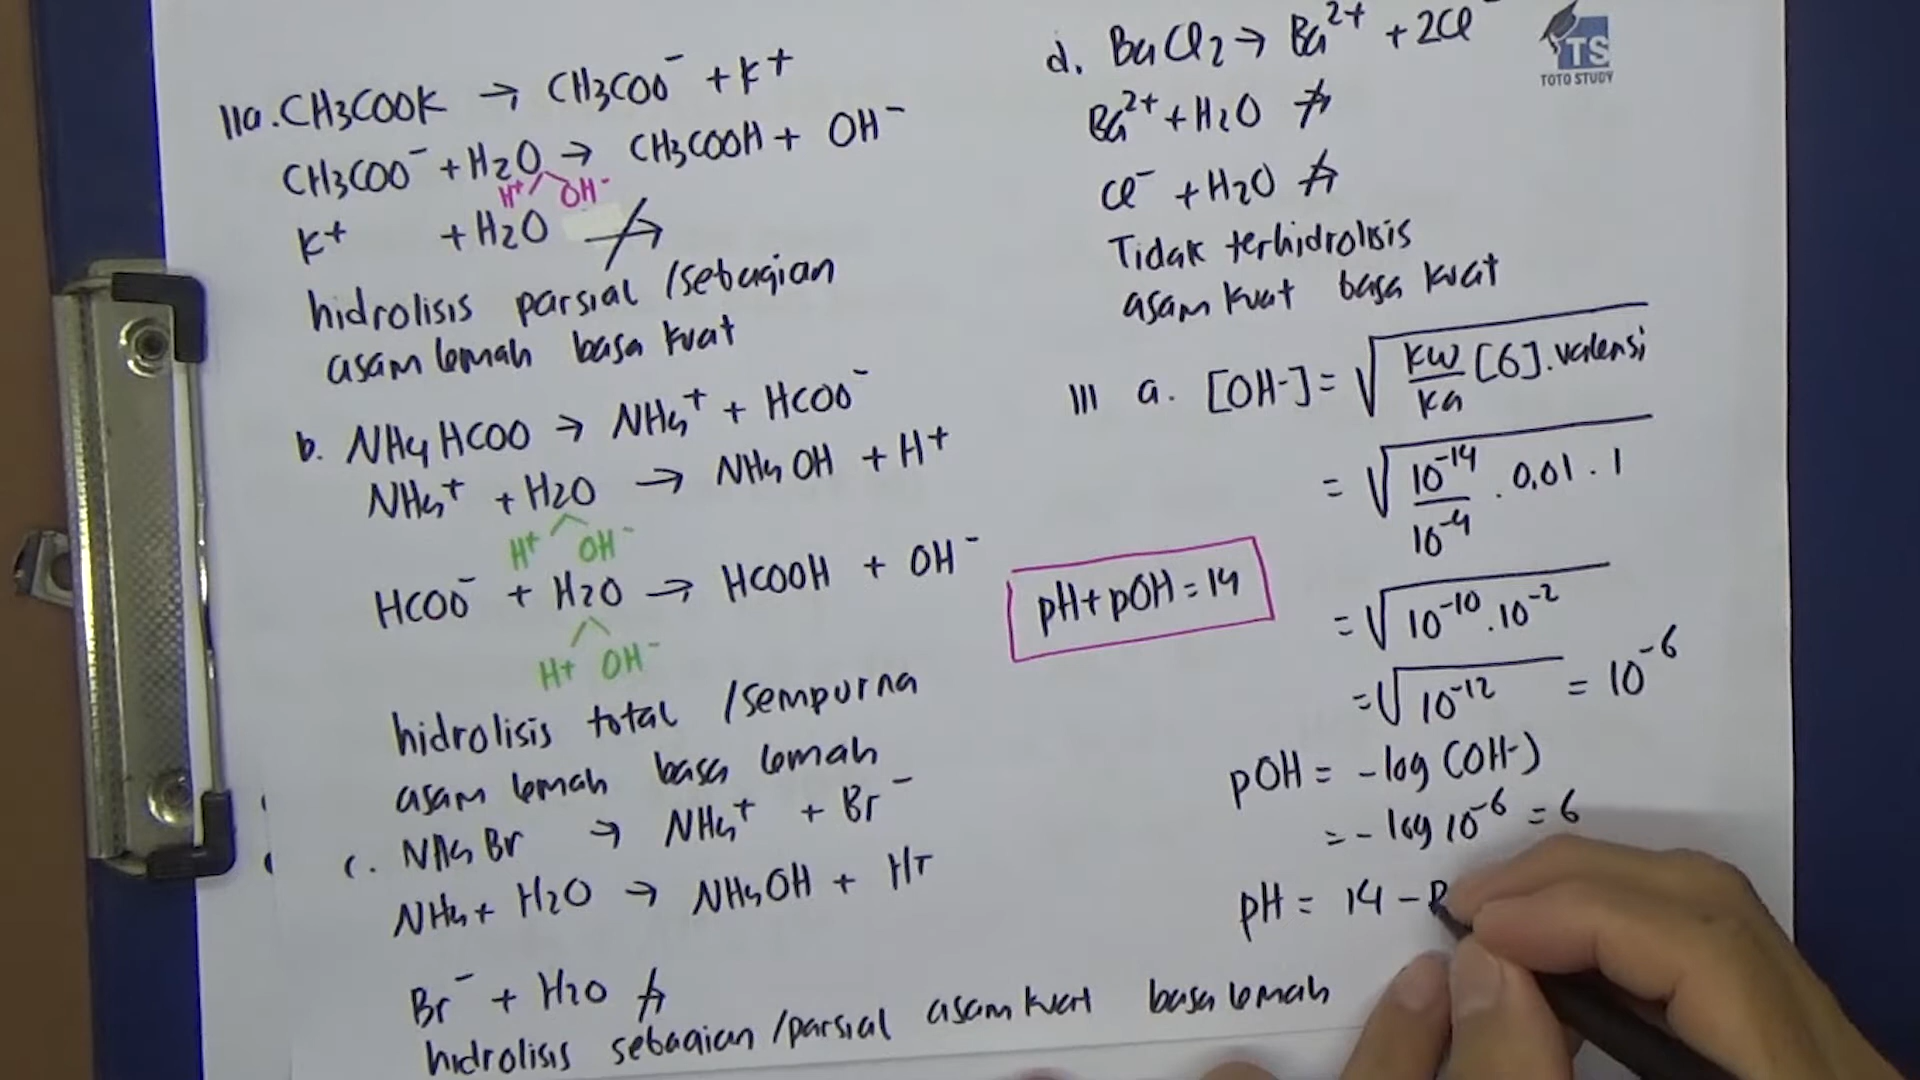 IIa. CH3COOK → CH3COO⁻ + K⁺
CH3COO⁻ + H2O → CH3COOH + OH⁻
H⁺ OH⁻
K⁺ + H2O ↛
hidrolisis parsial /sebagian
asam lemah basa kuat
b. NH4HCOO → NH4⁺ + HCOO⁻
NH4⁺ + H2O → NH4OH + H⁺
H⁺ OH⁻
HCOO⁻ + H2O → HCOOH + OH⁻
H⁺ OH⁻
hidrolisis total /sempurna
asam lemah basa lemah
c. NH4Br → NH4⁺ + Br⁻
NH4+ H2O → NH4OH + H⁺
Br⁻ + H2O ↛
hidrolisis sebagian /parsial asam kuat basa lemah
d. BaCl2 → Ba²⁺ + 2Cl⁻
Ba²⁺ + H2O ↛
Cl⁻ + H2O ↛
Tidak terhidrolisis
asam kuat basa kuat
III a. [OH-] = √ kw/ka [G] . valensi
= √ 10⁻¹⁴/10⁻⁴ . 0,01 . 1
= √ 10⁻¹⁰ . 10⁻²
= √ 10⁻¹² = 10⁻⁶
pH + pOH = 14
pOH = -log (OH-)
= - log 10⁻⁶ = 6
pH = 14 - p
TS
TOTO STUDY